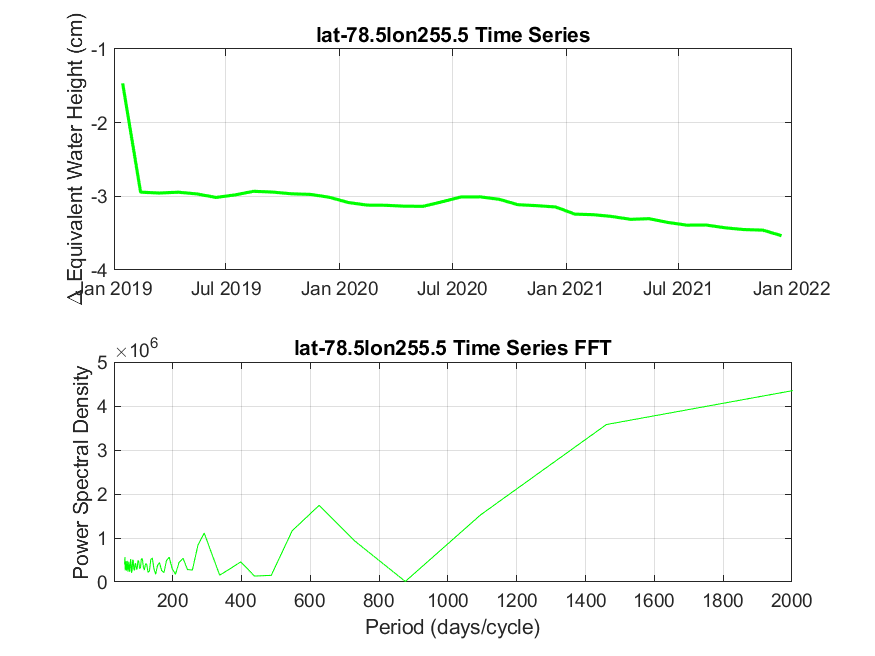 lat-78.5lon255.5 Time Series
Δ Equivalent Water Height (cm)
-1
-2
-3
-4
Jan 2019 Jul 2019 Jan 2020 Jul 2020 Jan 2021 Jul 2021 Jan 2022
lat-78.5lon255.5 Time Series FFT
×10⁶
Power Spectral Density
5
4
3
2
1
0
200 400 600 800 1000 1200 1400 1600 1800 2000
Period (days/cycle)